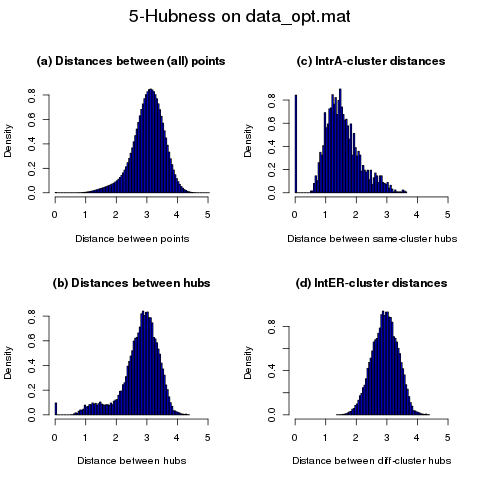 5-Hubness on data_opt.mat
(a) Distances between (all) points
Density
0.0 0.2 0.4 0.6 0.8
0 1 2 3 4 5
Distance between points
(c) IntrA-cluster distances
Density
0.0 0.2 0.4 0.6 0.8
0 1 2 3 4 5
Distance between same-cluster hubs
(b) Distances between hubs
Density
0.0 0.2 0.4 0.6 0.8
0 1 2 3 4 5
Distance between hubs
(d) IntER-cluster distances
Density
0.0 0.2 0.4 0.8
0 1 2 3 4 5
Distance between diff-cluster hubs